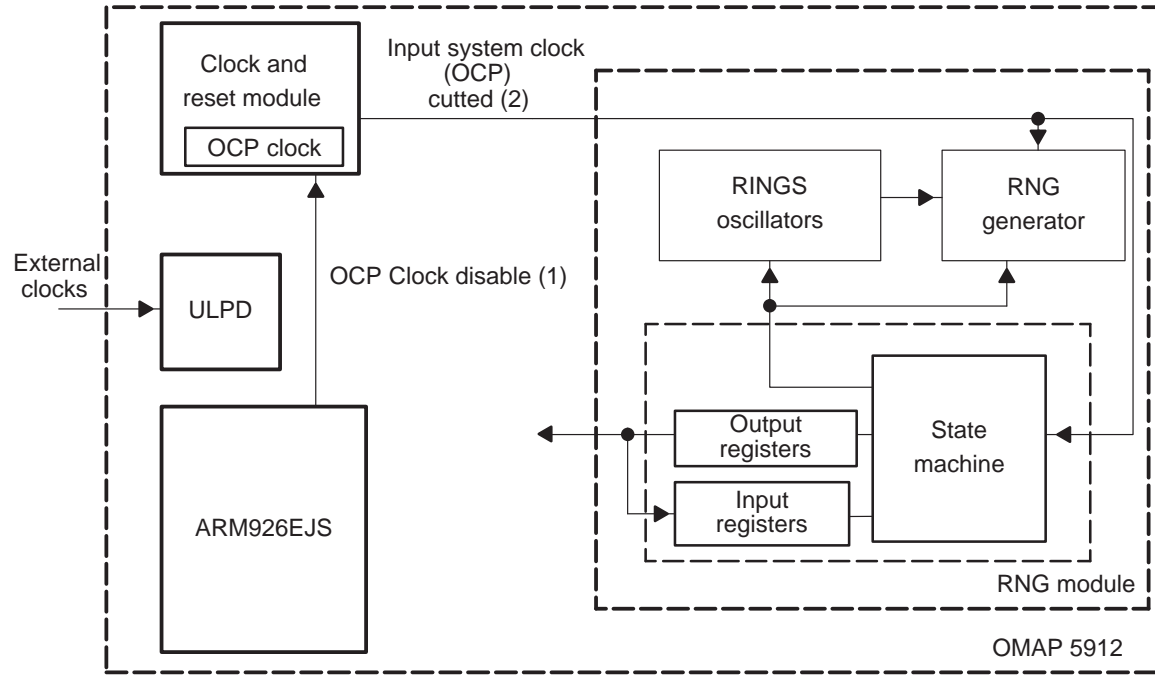 Clock and
reset module
OCP clock
Input system clock
(OCP)
cutted (2)
RINGS
oscillators
RNG
generator
External
clocks
ULPD
OCP Clock disable (1)
ARM926EJS
Output
registers
Input
registers
State
machine
RNG module
OMAP 5912